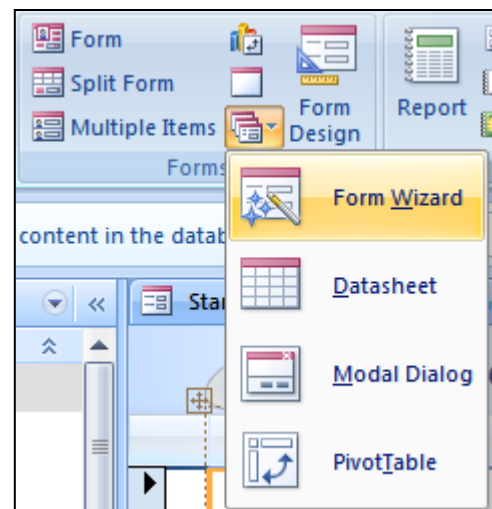 Form
Split Form
Multiple Items
Form
Design
Report
Forms
Form Wizard
content in the datab
Datasheet
Star
Modal Dialog
PivotTable